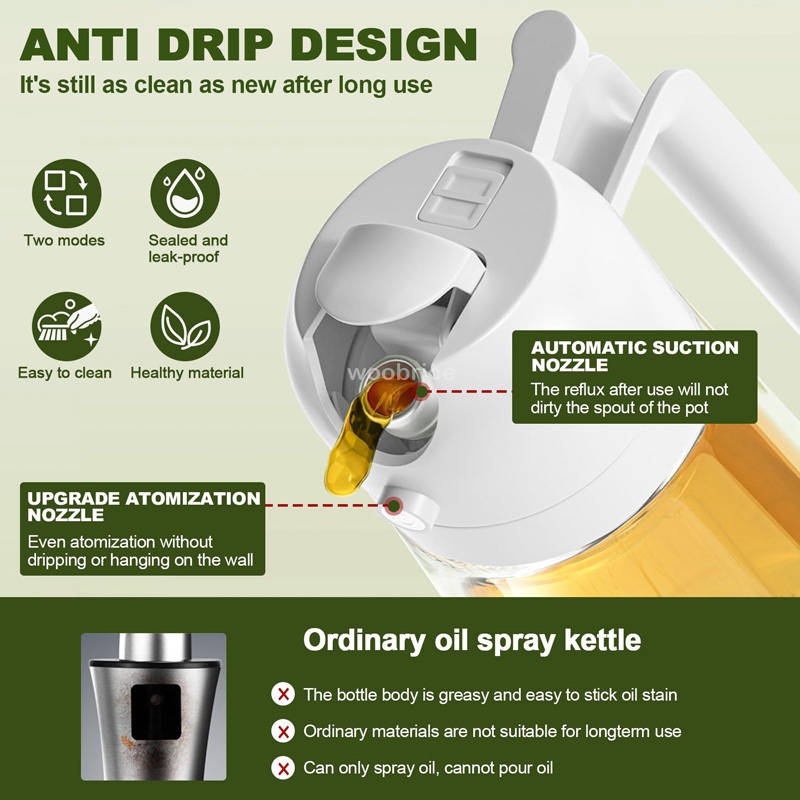 ANTI DRIP DESIGN
It's still as clean as new after long use
Two modes
Sealed and
leak-proof
Easy to clean
Healthy material
woobrice
AUTOMATIC SUCTION
NOZZLE
The reflux after use will not
dirty the spout of the pot
UPGRADE ATOMIZATION
NOZZLE
Even atomization without
dripping or hanging on the wall
Ordinary oil spray kettle
The bottle body is greasy and easy to stick oil stain
Ordinary materials are not suitable for longterm use
Can only spray oil, cannot pour oil